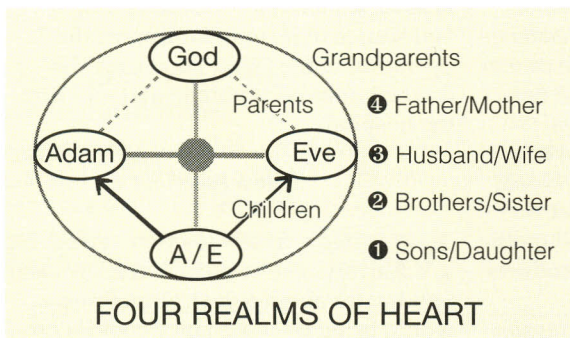 God
Grandparents
Parents
❹ Father/Mother
Adam
Eve
❸ Husband/Wife
Children
❷ Brothers/Sister
A / E
❶ Sons/Daughter
FOUR REALMS OF HEART